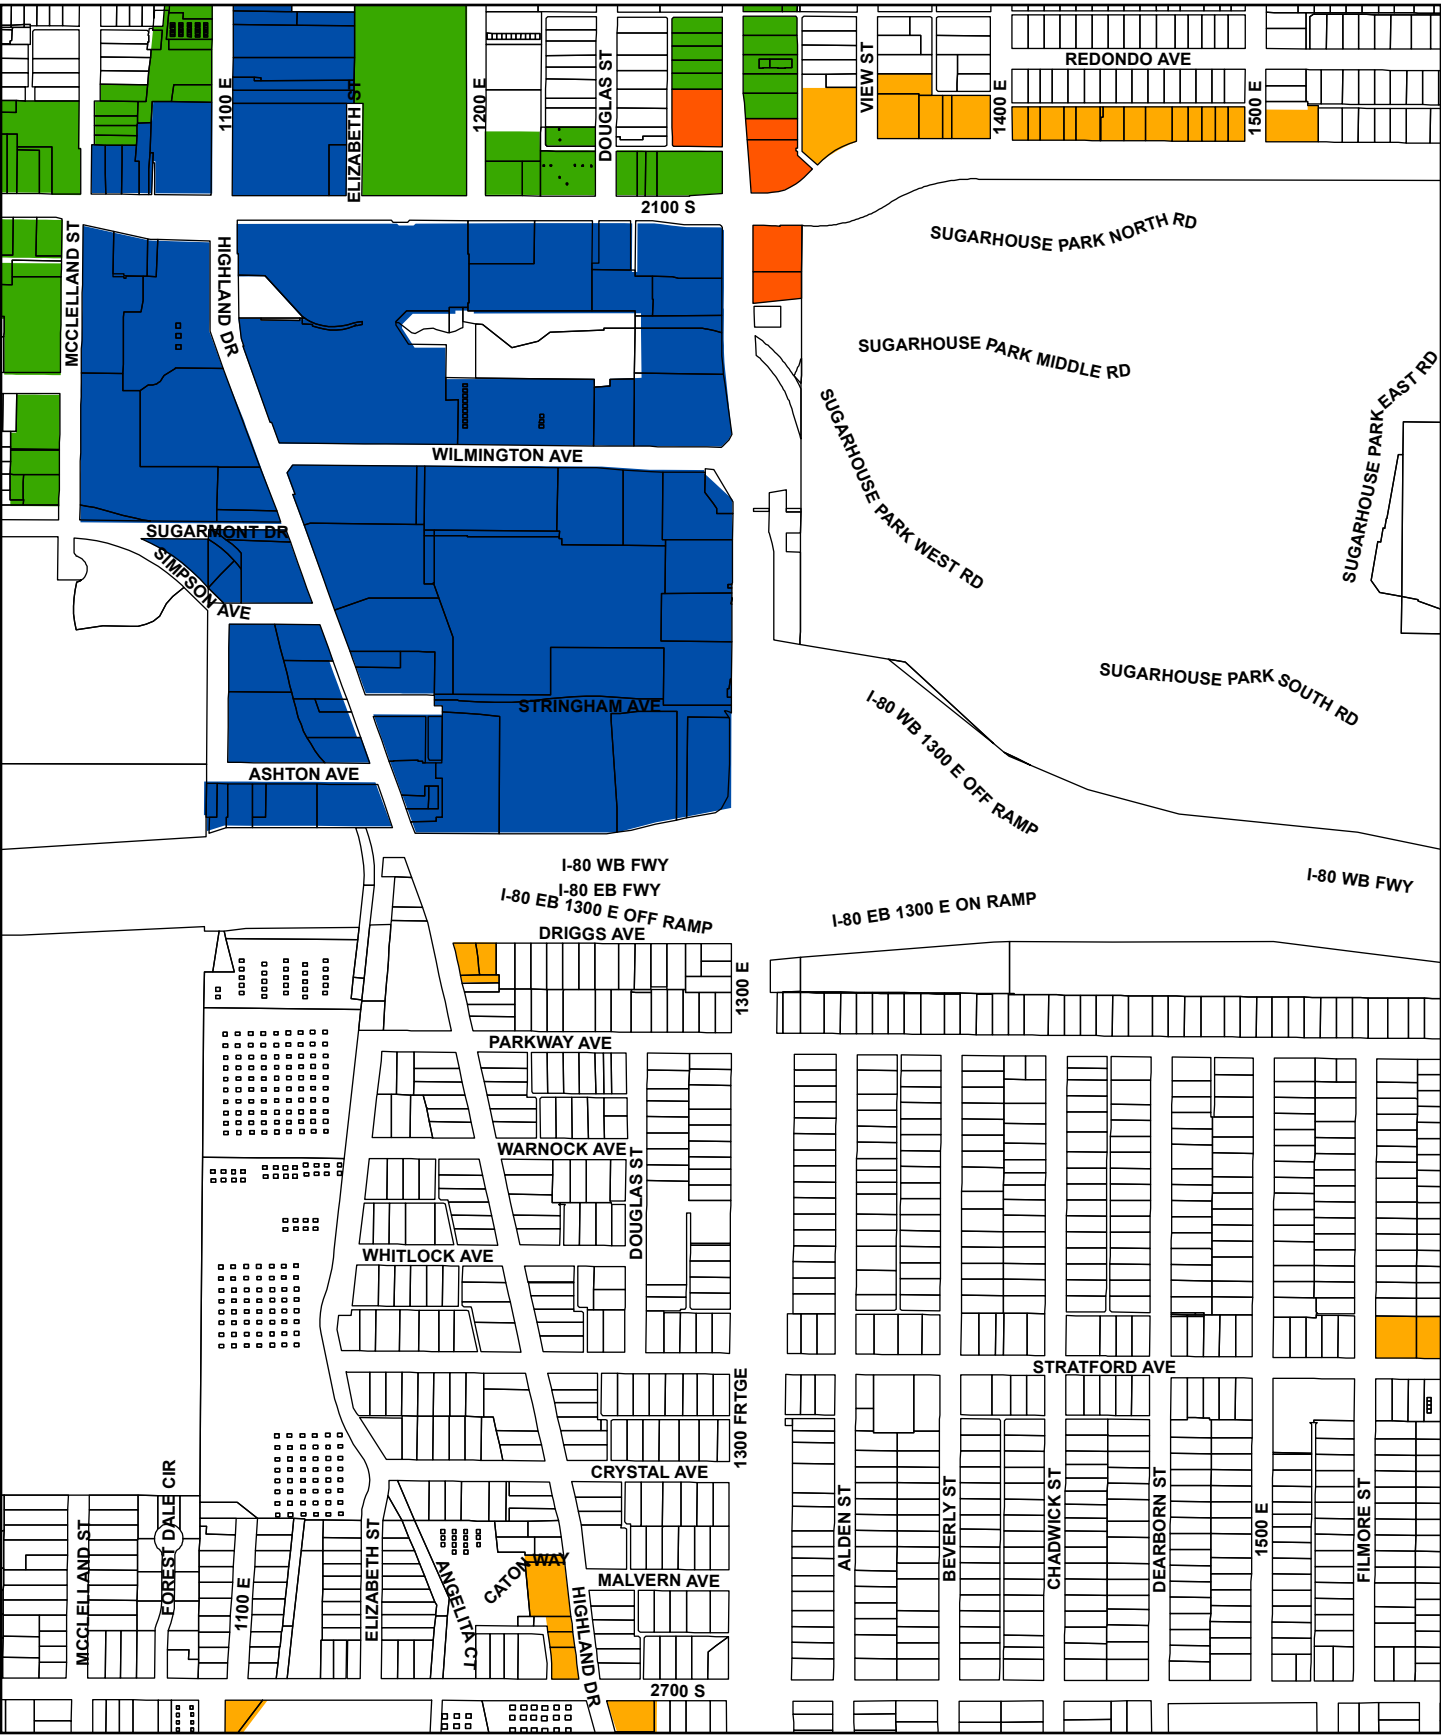 REDONDO AVE
VIEW ST
DOUGLAS ST
1100 E
1200 E
1400 E
1500 E
ELIZABETH ST
2100 S
SUGARHOUSE PARK NORTH RD
MCCLELLAND ST
HIGHLAND DR
SUGARHOUSE PARK MIDDLE RD
SUGARHOUSE PARK EAST RD
SUGARHOUSE PARK WEST RD
WILMINGTON AVE
SUGARMONT DR
SIMPSON AVE
SUGARHOUSE PARK SOUTH RD
STRINGHAM AVE
I-80 WB 1300 E OFF RAMP
ASHTON AVE
I-80 WB FWY
I-80 WB FWY
I-80 EB FWY
I-80 EB 1300 E OFF RAMP
I-80 EB 1300 E ON RAMP
DRIGGS AVE
1300 E
PARKWAY AVE
WARNOCK AVE
DOUGLAS ST
WHITLOCK AVE
STRATFORD AVE
1300 FRTGE
CRYSTAL AVE
FOREST DALE CIR
MCCLELLAND ST
1100 E
ELIZABETH ST
ANGELITA CT
CATON WAY
MALVERN AVE
HIGHLAND DR
ALDEN ST
BEVERLY ST
CHADWICK ST
DEARBORN ST
1500 E
FILMORE ST
2700 S